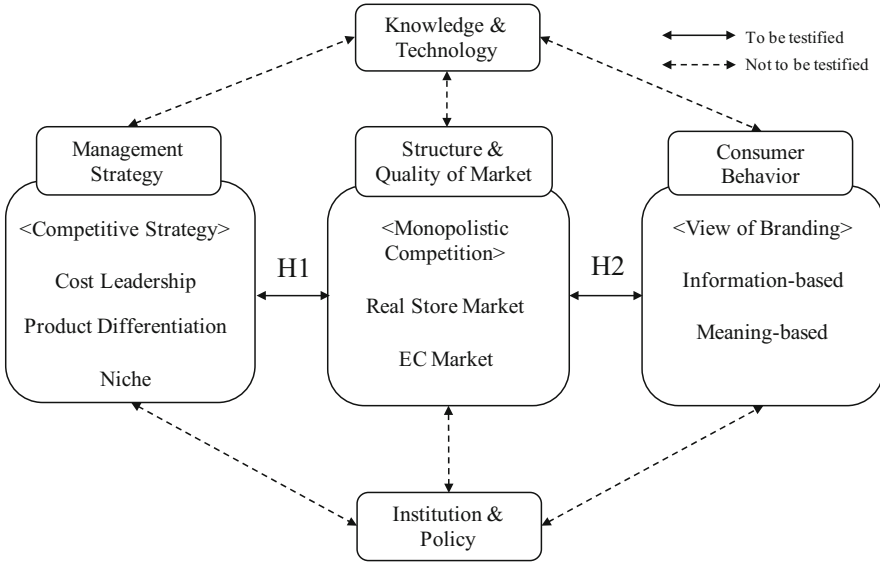 Knowledge &
Technology
To be testified
Not to be testified
Management
Strategy
Structure &
Quality of Market
Consumer
Behavior
<Competitive Strategy>
Cost Leadership
Product Differentiation
Niche
H1
<Monopolistic
Competition>
Real Store Market
EC Market
H2
<View of Branding>
Information-based
Meaning-based
Institution &
Policy